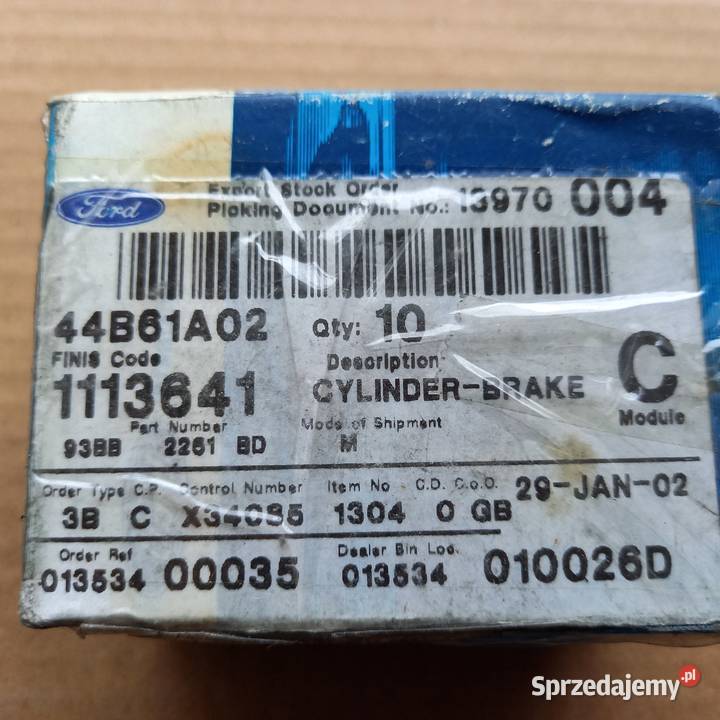 Ford
Export Stock Order
Picking Document No.: 13970 004
44B61A02 Qty: 10
FINIS Code Description C
1113641 CYLINDER-BRAKE
Part Number Mode of Shipment Module
93BB 2261 BD M
Order Type C.P. Control Number Item No C.D. C.o.O. 29-JAN-02
3B C X34085 1304 0 GB
Order Ref Dealer Bin Loc.
013534 00035 013534 010026D
Sprzedajemy.pl